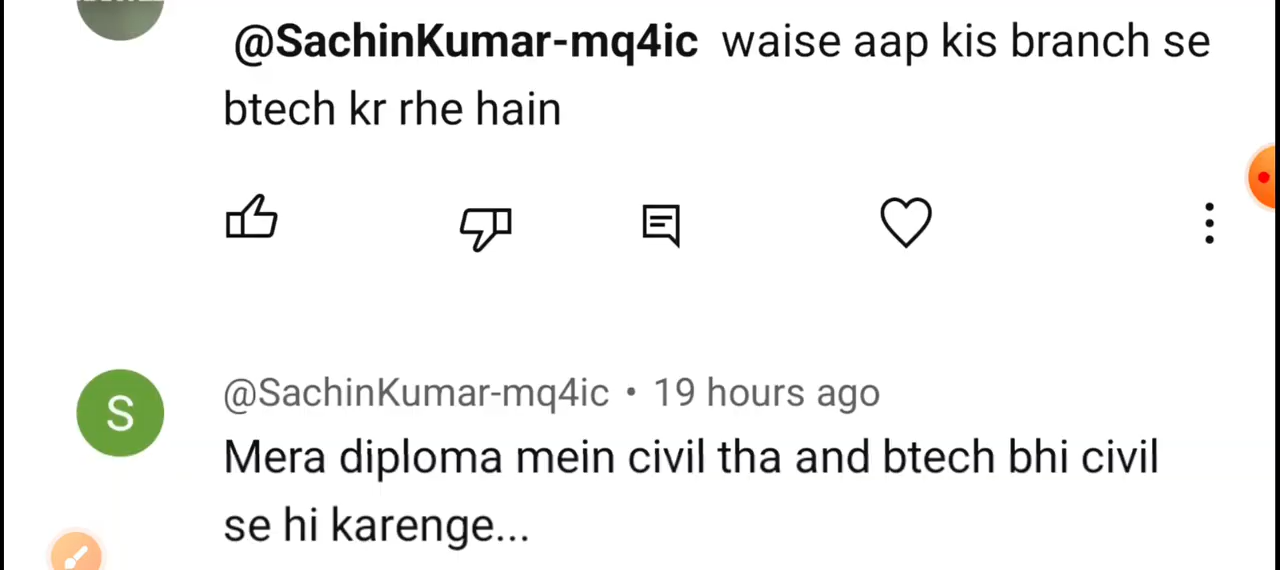 @SachinKumar-mq4ic waise aap kis branch se
btech kr rhe hain
S
@SachinKumar-mq4ic • 19 hours ago
Mera diploma mein civil tha and btech bhi civil
se hi karenge...